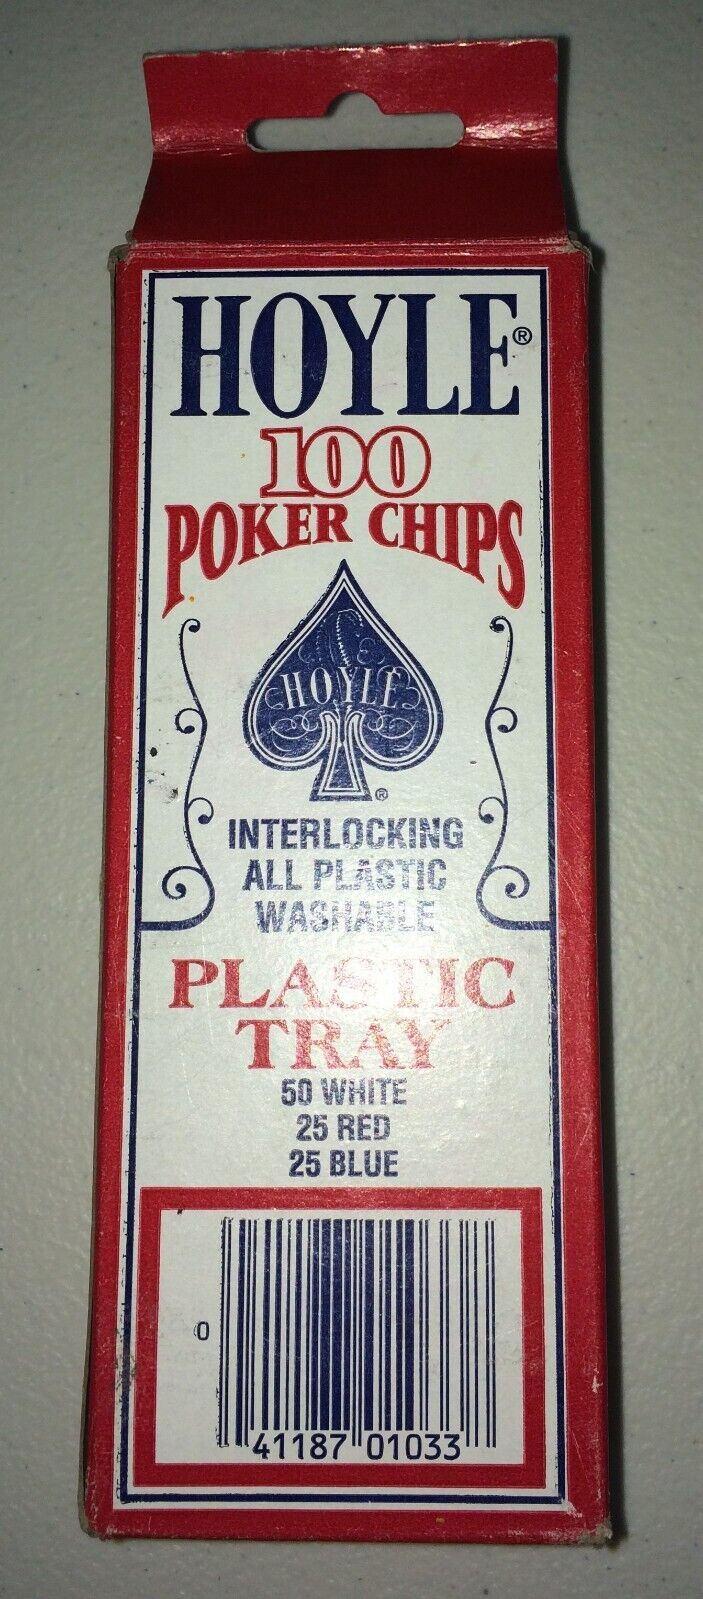 HOYLE®
100
POKER CHIPS
HOYLE
®
INTERLOCKING
ALL PLASTIC
WASHABLE
PLASTIC
TRAY
50 WHITE
25 RED
25 BLUE
0
41187 01033